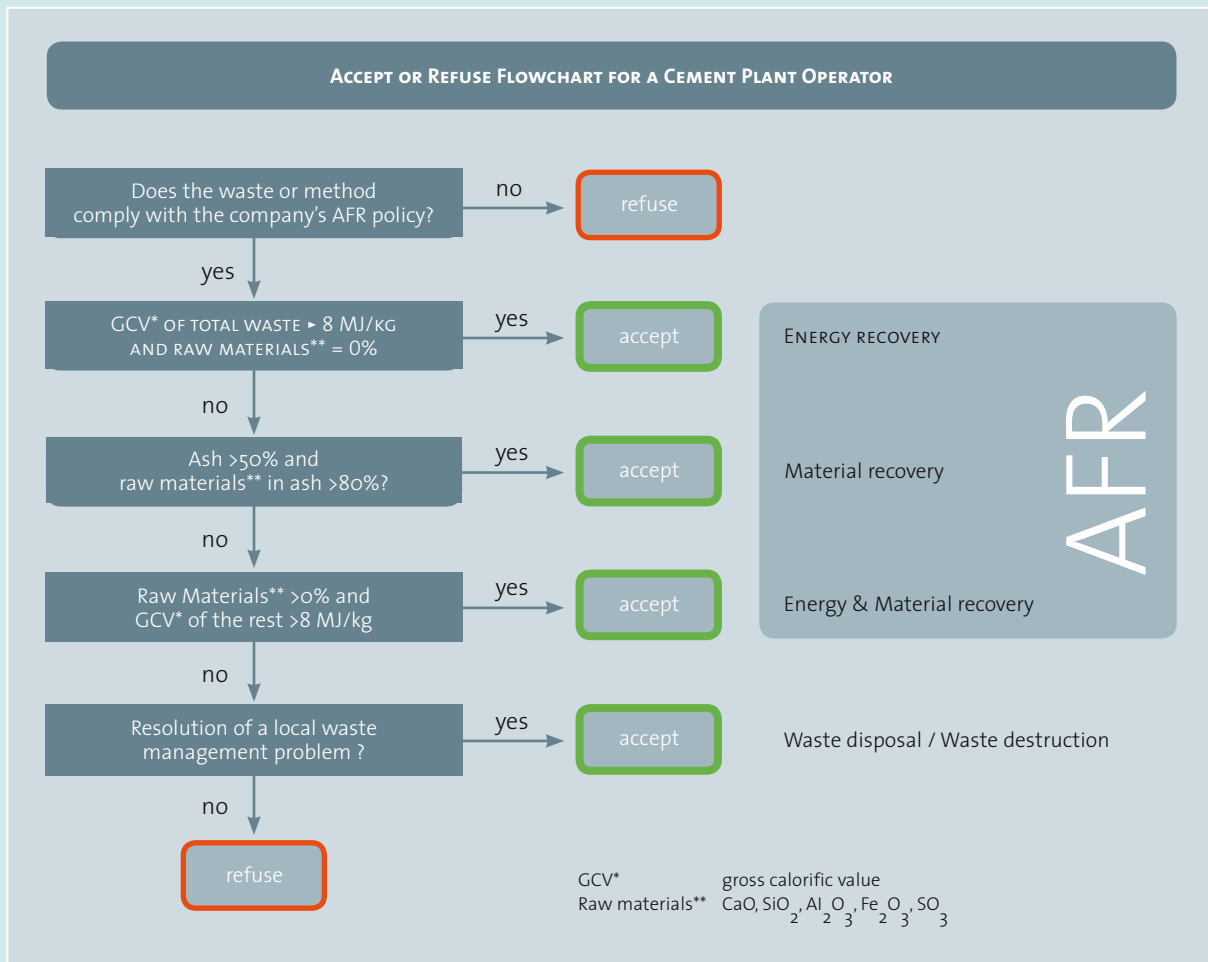 ACCEPT OR REFUSE FLOWCHART FOR A CEMENT PLANT OPERATOR
Does the waste or method
comply with the company's AFR policy?
no
refuse
yes
GCV* OF TOTAL WASTE ► 8 MJ/KG
AND RAW MATERIALS** = 0%
yes
accept
ENERGY RECOVERY
no
Ash >50% and
raw materials** in ash >80%?
yes
accept
Material recovery
AFR
no
Raw Materials** >0% and
GCV* of the rest >8 MJ/kg
yes
accept
Energy & Material recovery
no
Resolution of a local waste
management problem ?
yes
accept
Waste disposal / Waste destruction
no
refuse
GCV* gross calorific value
Raw materials** CaO, SiO₂, Al₂O₃, Fe₂O₃, SO₃